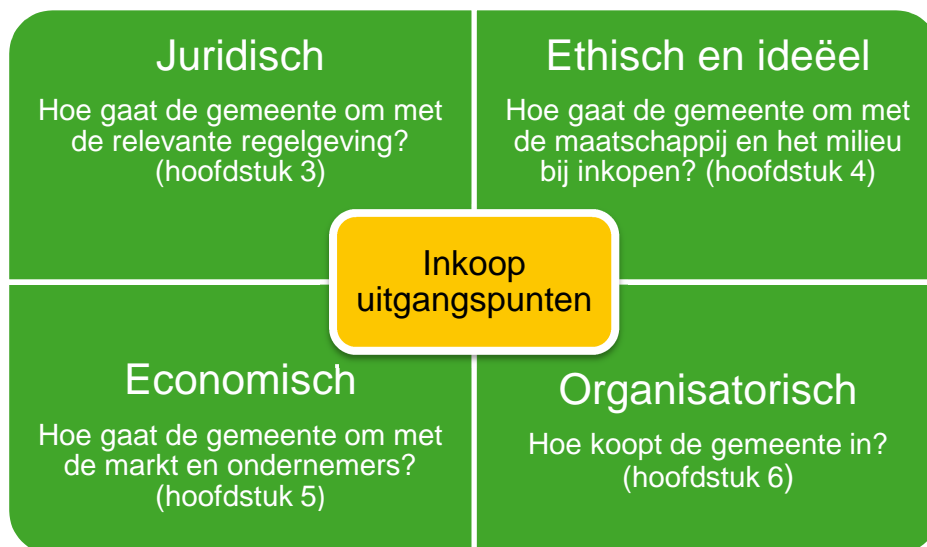 Juridisch
Hoe gaat de gemeente om met
de relevante regelgeving?
(hoofdstuk 3)
Ethisch en ideëel
Hoe gaat de gemeente om met
de maatschappij en het milieu
bij inkopen? (hoofdstuk 4)
Inkoop
uitgangspunten
Economisch
Hoe gaat de gemeente om met
de markt en ondernemers?
(hoofdstuk 5)
Organisatorisch
Hoe koopt de gemeente in?
(hoofdstuk 6)